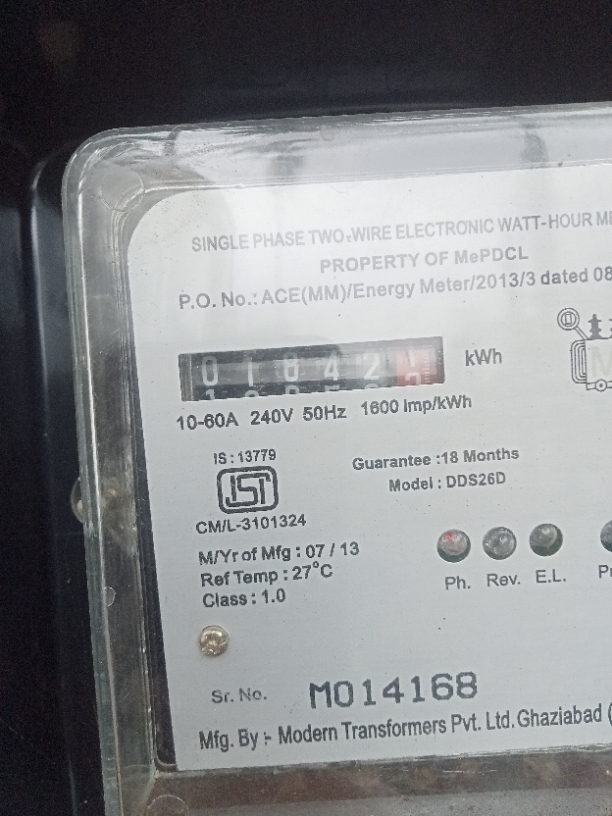 SINGLE PHASE TWO-WIRE ELECTRONIC WATT-HOUR
PROPERTY OF MePDCL
P.O. No.: ACE(MM)/Energy Meter/2013/3 dated 08
kWh
10-60A 240V 50Hz 1600 Imp/kWh
IS : 13779
Guarantee :18 Months
Model : DDS26D
ISI
CM/L-3101324
M/Yr of Mfg : 07 / 13
Ref Temp : 27°C
Class : 1.0
Ph. Rev. E.L.
Sr. No. M014168
Mfg. By :- Modern Transformers Pvt. Ltd. Ghaziabad (